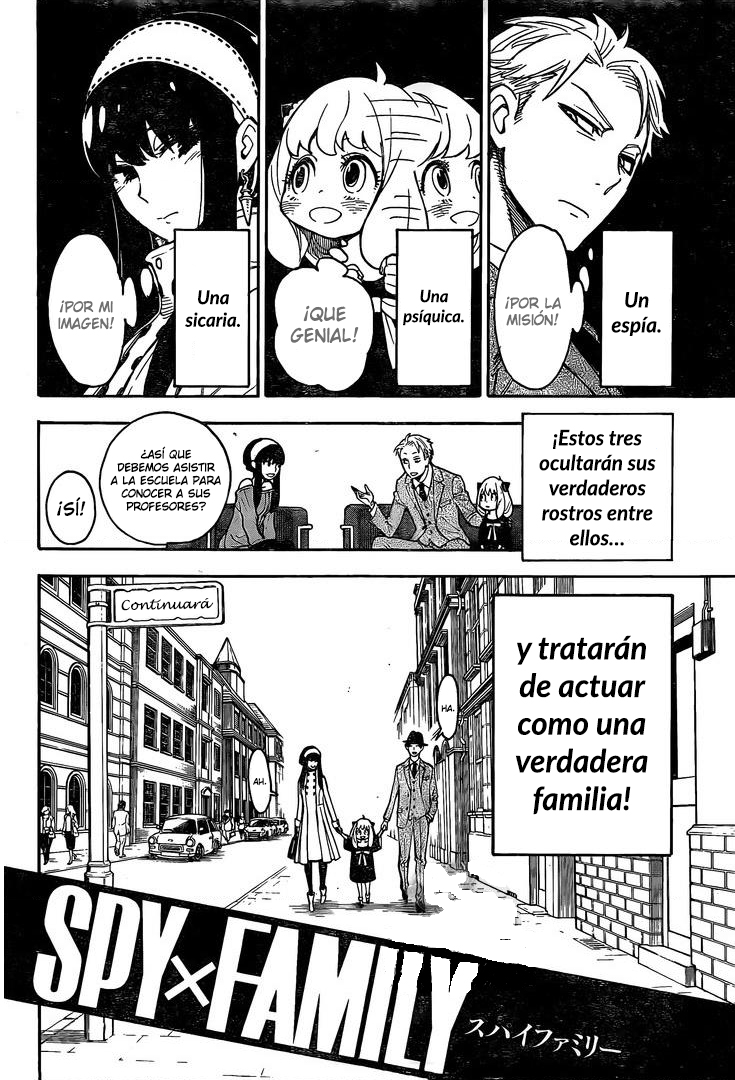 Un
espía.
¡POR LA
MISIÓN!
Una
psíquica.
¡QUE
GENIAL!
Una
sicaria.
¡POR MI
IMAGEN!
¡Estos tres
ocultarán sus
verdaderos
rostros entre
ellos...
¿ASÍ QUE
DEBEMOS ASISTIR
A LA ESCUELA PARA
CONOCER A SUS
PROFESORES?
¡SÍ!
y tratarán
de actuar
como una
verdadera
familia!
Continuará
HA.
AH.
SPY×FAMILY
スパイファミリー